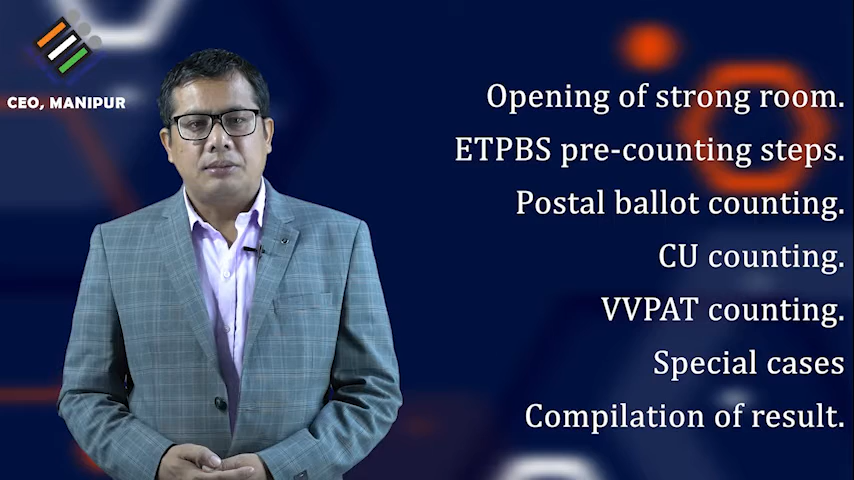 CEO, MANIPUR
Opening of strong room.
ETPBS pre-counting steps.
Postal ballot counting.
CU counting.
VVPAT counting.
Special cases
Compilation of result.